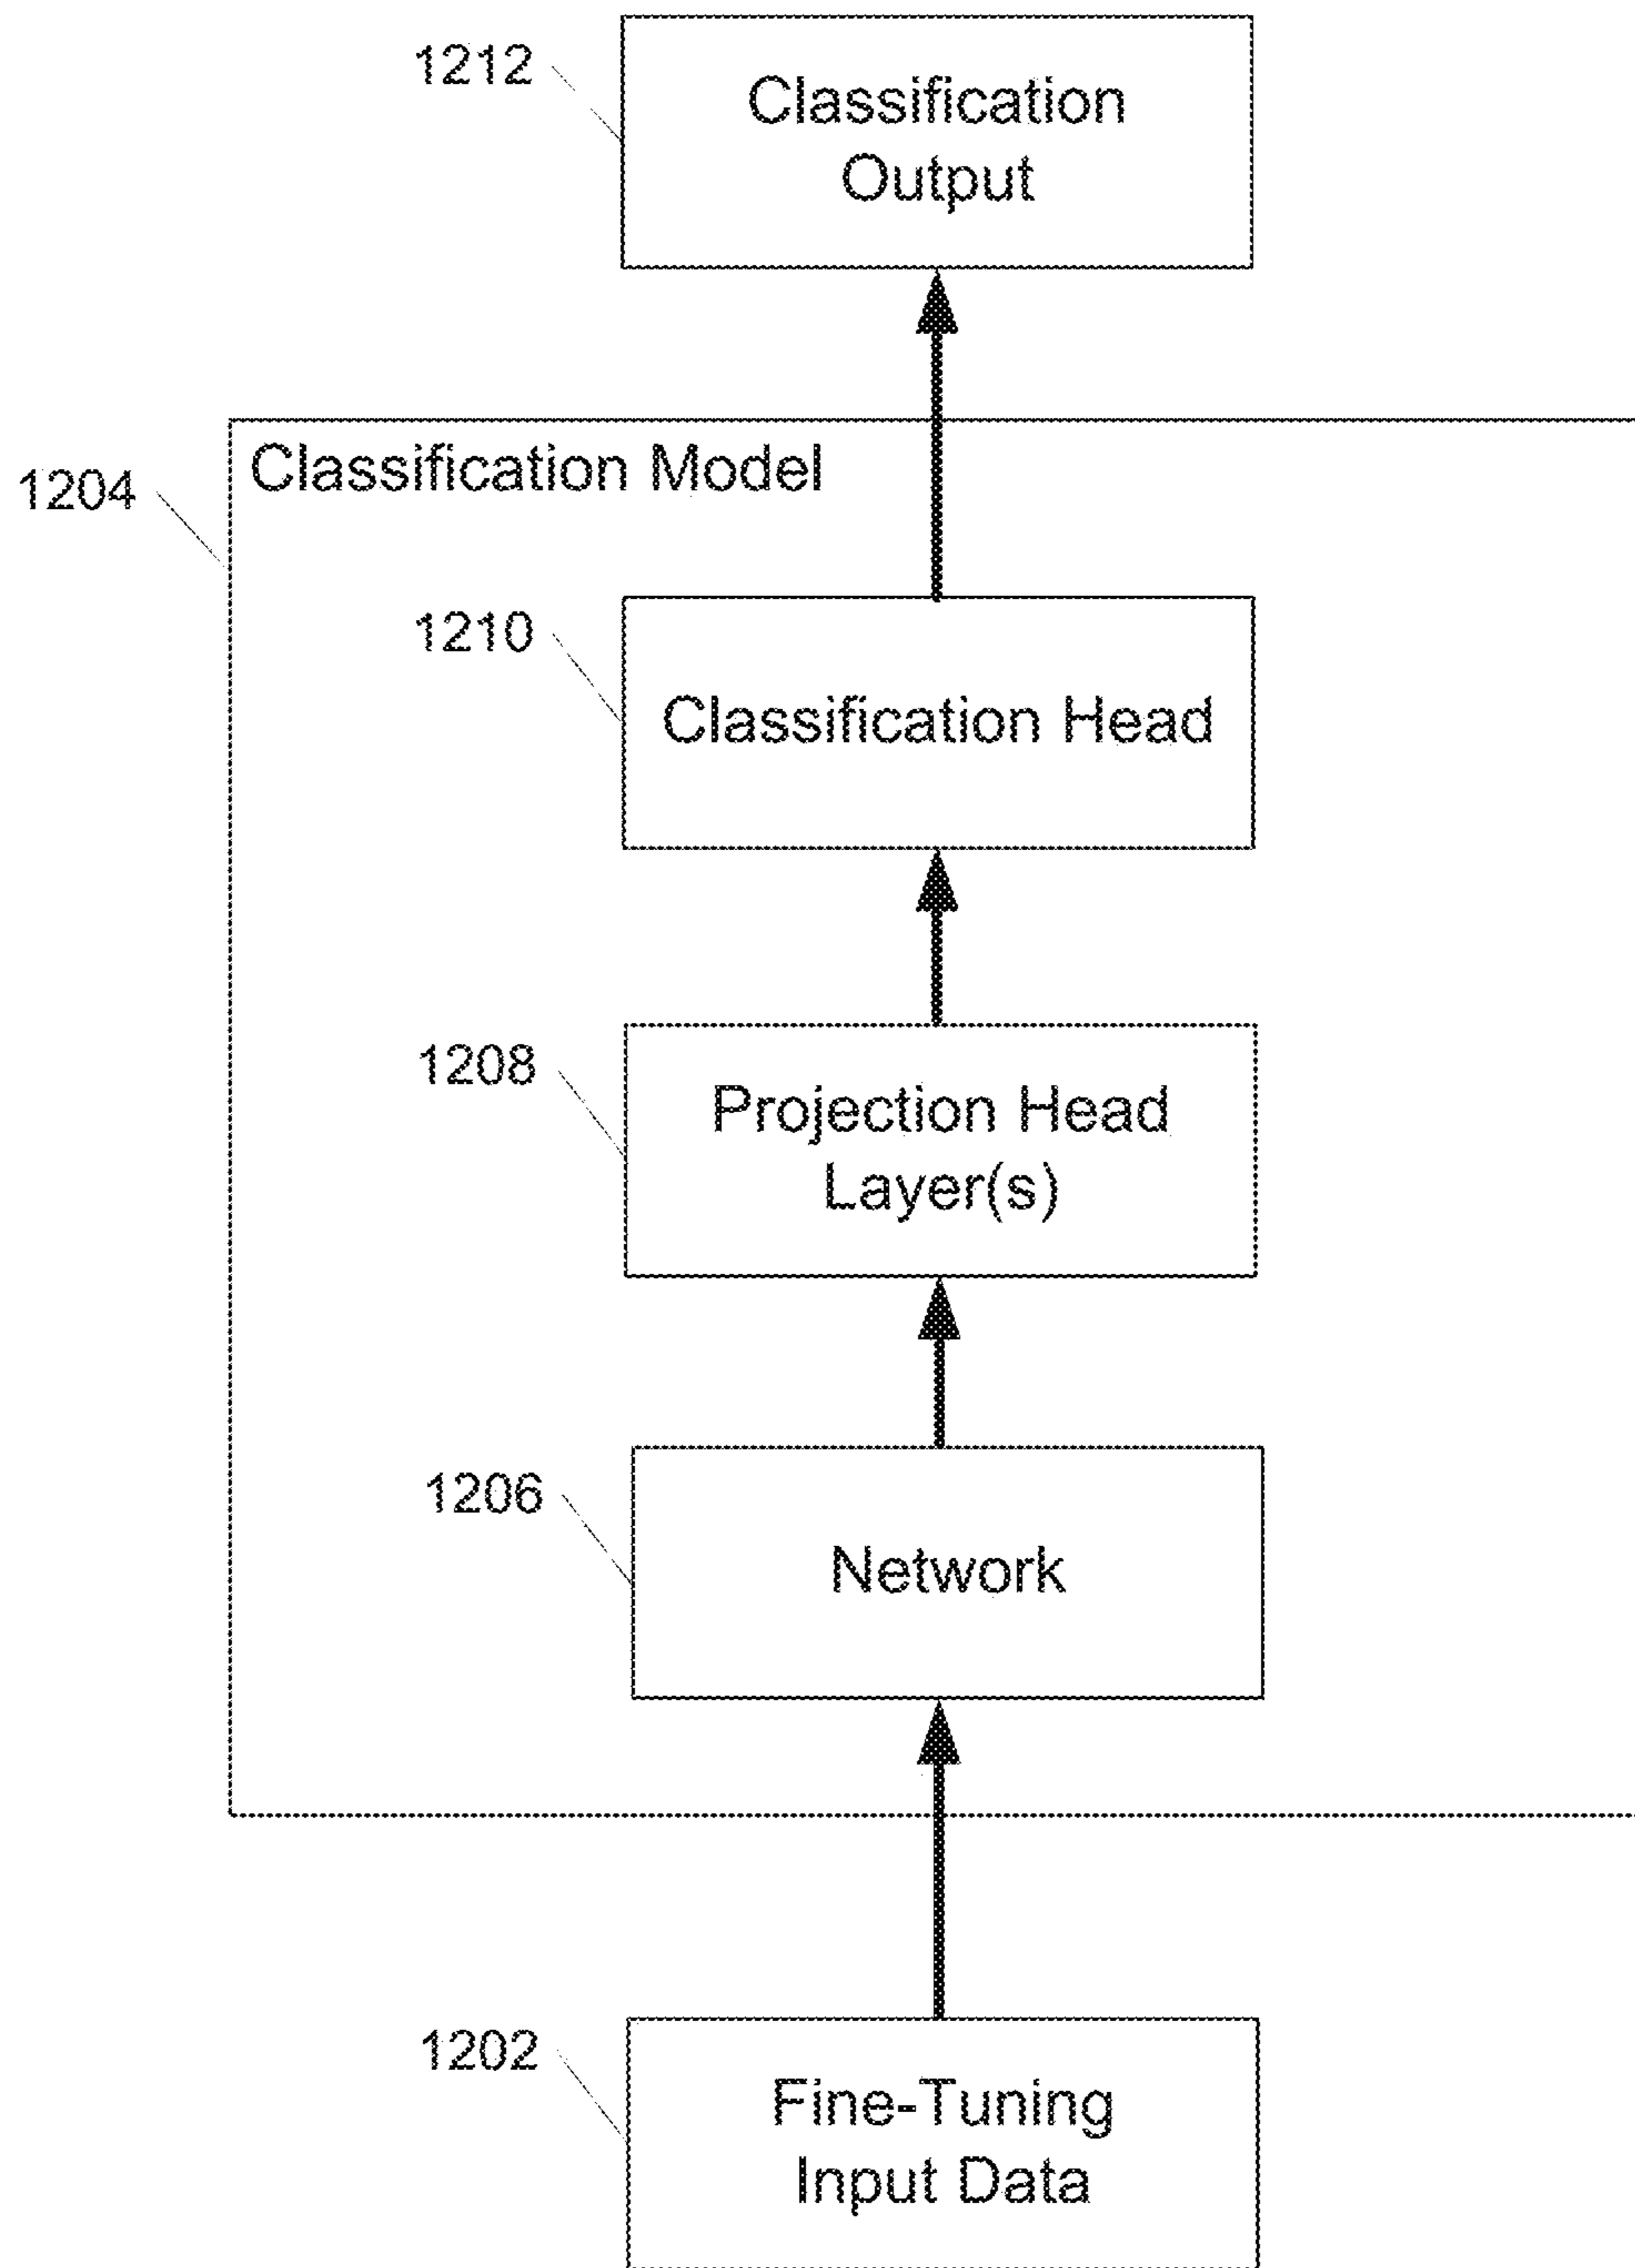 1212
Classification
Output
1204
Classification Model
1210
Classification Head
1208
Projection Head
Layer(s)
1206
Network
1202
Fine-Tuning
Input Data